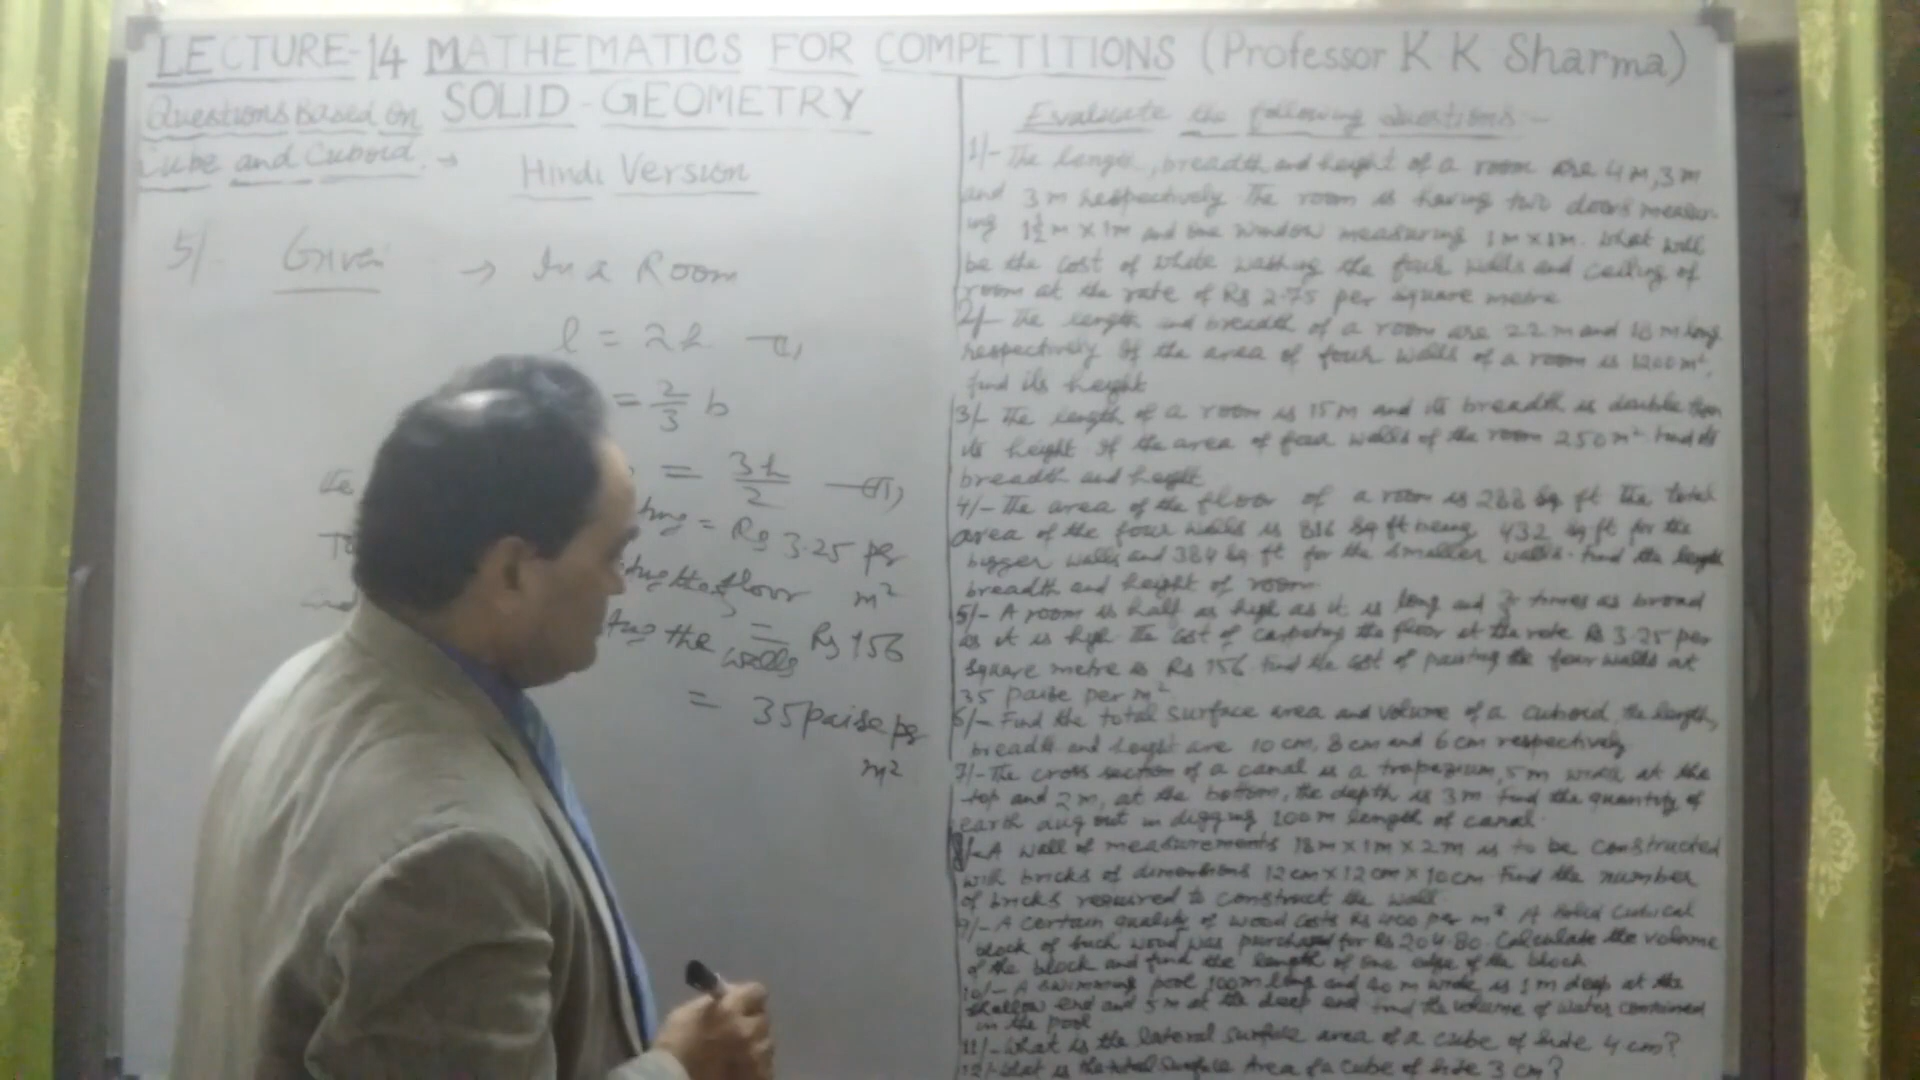 LECTURE-14 MATHEMATICS FOR COMPETITIONS (Professor K K Sharma)
SOLID-GEOMETRY
Questions Based on
Cube and Cuboid. →
Hindi Version
5/. Given → In a Room
l = 2h
= 2/3 b
= 3h/2
= Rs 3.25 per
the floor m²
= Rs 156
the walls
= 35 paise per
m²
Evaluate the following Questions -
1/- The length, breadth and height of a room are 4 m, 3 m
and 3 m respectively The room is having two doors measur-
ing 1½ m x 1m and one window measuring 1m x 1m. What will
be the cost of white washing the four walls and ceiling of
room at the rate of Rs 2.75 per square metre
2/- The length and breadth of a room are 22 m and 18 m long
respectively If the area of four walls of a room is 1200 m²,
find its height
3/- The length of a room is 15 m and its breadth is double than
its height If the area of four walls of the room 250 m² Find its
breadth and height
4/- The area of the floor of a room is 288 sq ft The total
area of the four walls is 816 sq ft being 432 sq ft for the
bigger walls and 384 sq ft for the smaller walls. Find the length
breadth and height of room
5/- A room is half as high as it is long and times as broad
as it is high The cost of carpeting the floor at the rate Rs 3.25 per
square metre is Rs 156 Find the cost of painting the four walls at
35 paise per m²
6/- Find the total surface area and volume of a cuboid, the length,
breadth and height are 10 cm, 8 cm and 6 cm respectively
7/- The cross section of a canal is a trapezium, 5 m wide at the
top and 2 m, at the bottom, the depth is 3 m Find the quantity of
earth dug out in digging 100 m length of canal.
8/- A wall of measurements 18 m x 1 m x 2 m is to be constructed
with bricks of dimensions 12 cm x 12 cm x 10 cm Find the number
of bricks required to construct the wall.
9/- A certain quality of wood costs Rs 400 per m³ A solid cubical
block of such wood was purchased for Rs 204.80. Calculate the volume
of the block and find the length of one edge of the block
10/- A swimming pool 100 m long and m wide is 1 m deep at the
shallow end and 5 m at the deep end Find the volume of water contained
in the pool
11/- What is the lateral surface area of a cube of side 4 cm?
12/- What is the total Surface Area of a Cube of side 3 cm?